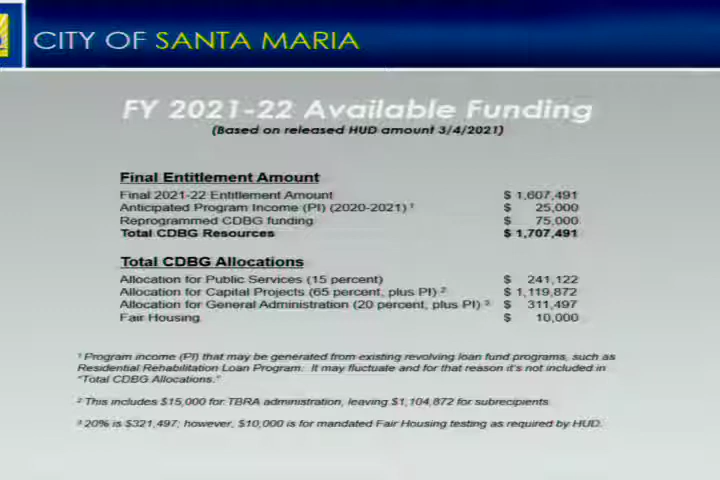 CITY OF SANTA MARIA
FY 2021-22 Available Funding
(Based on released HUD amount 3/4/2021)
Final Entitlement Amount
Final 2021-22 Entitlement Amount $ 1,607,491
Anticipated Program Income (PI) (2020-2021) ¹ $ 25,000
Reprogrammed CDBG funding $ 75,000
Total CDBG Resources $ 1,707,491
Total CDBG Allocations
Allocation for Public Services (15 percent) $ 241,122
Allocation for Capital Projects (65 percent, plus PI) ² $ 1,119,872
Allocation for General Administration (20 percent, plus PI) ³ $ 311,497
Fair Housing $ 10,000
¹ Program income (PI) that may be generated from existing revolving loan fund programs, such as
Residential Rehabilitation Loan Program. It may fluctuate and for that reason it's not included in
"Total CDBG Allocations."
² This includes $15,000 for TBRA administration, leaving $1,104,872 for subrecipients
³ 20% is $321,497; however, $10,000 is for mandated Fair Housing testing as required by HUD.